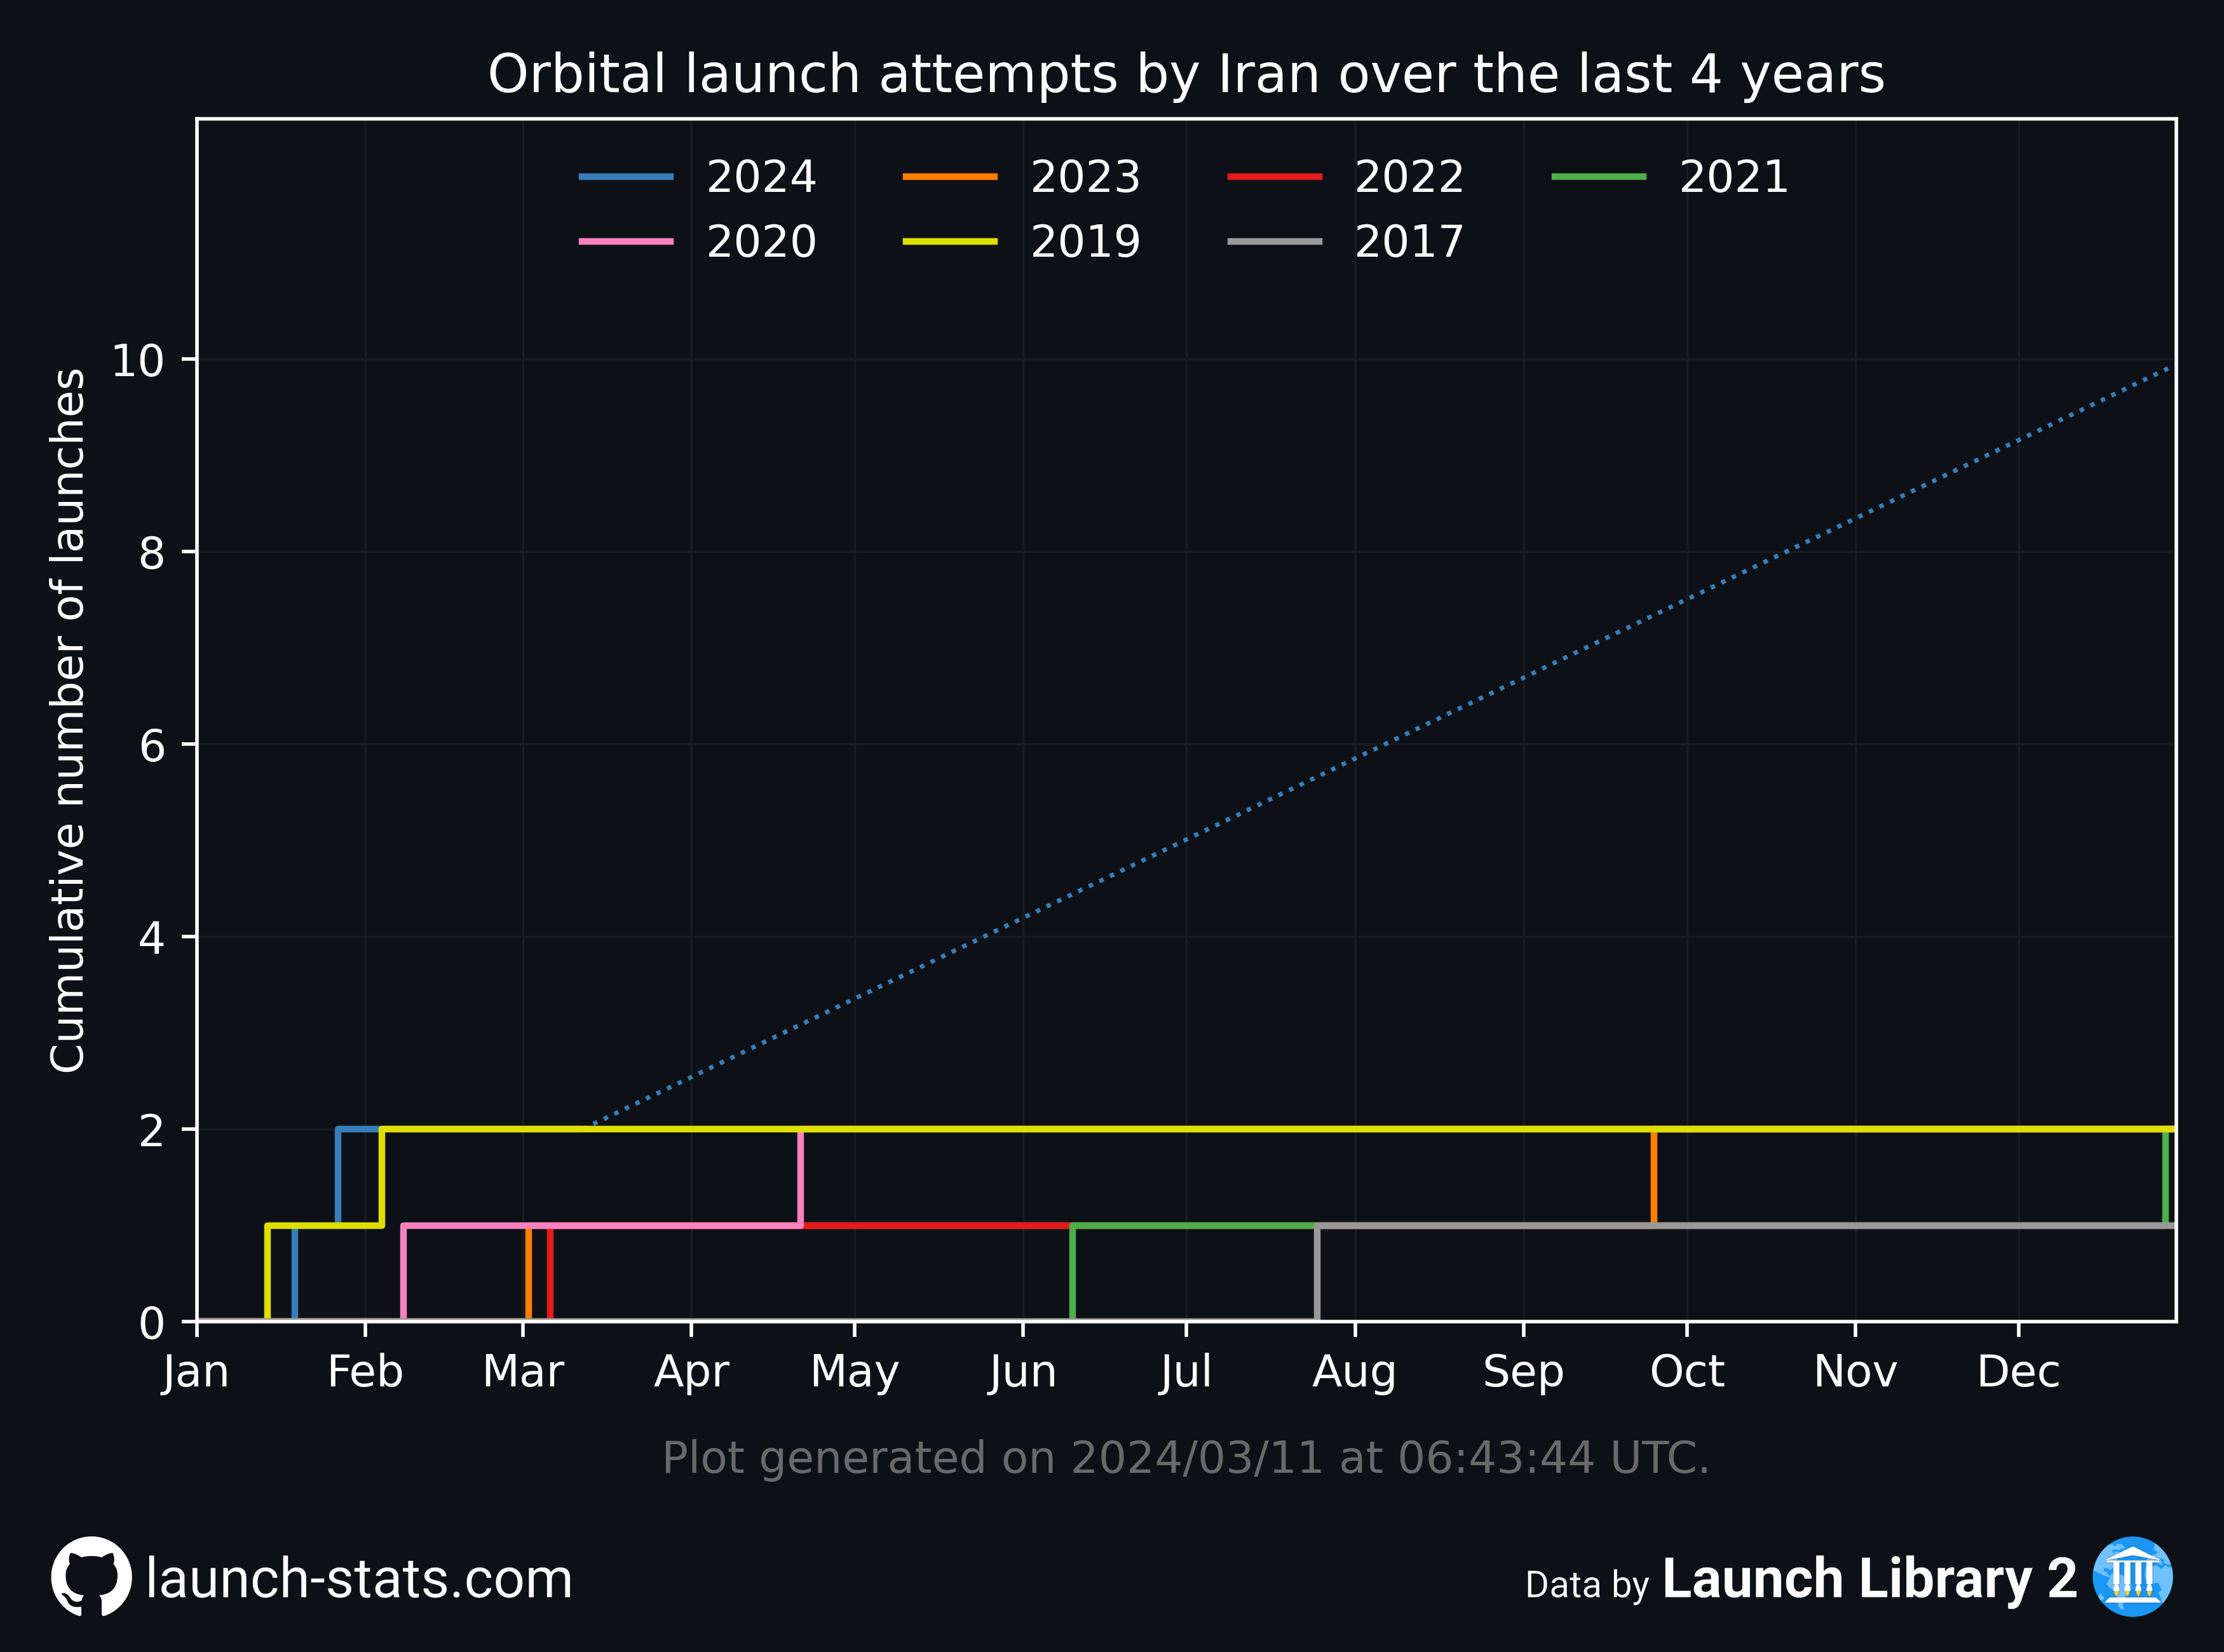 Orbital launch attempts by Iran over the last 4 years
2024 2023 2022 2021
2020 2019 2017
Cumulative number of launches
10
8
6
4
2
0
Jan Feb Mar Apr May Jun Jul Aug Sep Oct Nov Dec
Plot generated on 2024/03/11 at 06:43:44 UTC.
launch-stats.com
Data by Launch Library 2